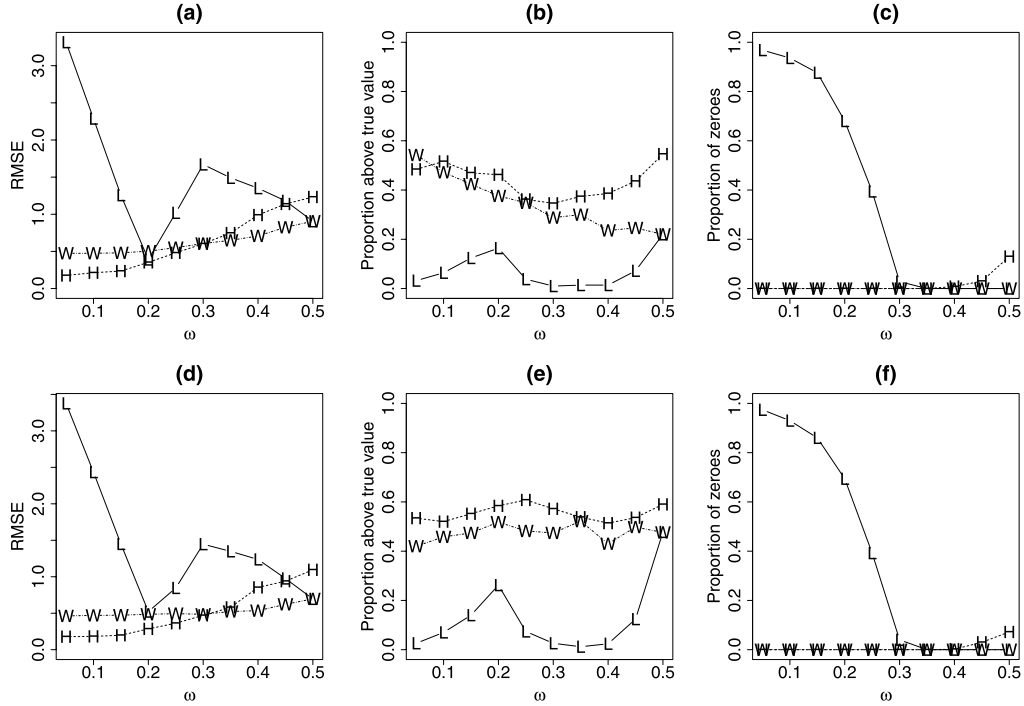 (a)
RMSE
0.0 1.0 2.0 3.0
L L L L L L L L L L
H H H H H H H H H H
W W W W W W W W W W
0.1 0.2 0.3 0.4 0.5
ω
(b)
Proportion above true value
0.0 0.2 0.4 0.6 0.8 1.0
L L L L L L L L L L
H H H H H H H H H H
W W W W W W W W W W
0.1 0.2 0.3 0.4 0.5
ω
(c)
Proportion of zeroes
0.0 0.2 0.4 0.6 0.8 1.0
L L L L L L L L L L
H H H H H H H H H H
W W W W W W W W W W
0.1 0.2 0.3 0.4 0.5
ω
(d)
RMSE
0.0 1.0 2.0 3.0
L L L L L L L L L L
H H H H H H H H H H
W W W W W W W W W W
0.1 0.2 0.3 0.4 0.5
ω
(e)
Proportion above true value
0.0 0.2 0.4 0.6 0.8 1.0
L L L L L L L L L L
H H H H H H H H H H
W W W W W W W W W W
0.1 0.2 0.3 0.4 0.5
ω
(f)
Proportion of zeroes
0.0 0.2 0.4 0.6 0.8 1.0
L L L L L L L L L L
H H H H H H H H H H
W W W W W W W W W W
0.1 0.2 0.3 0.4 0.5
ω